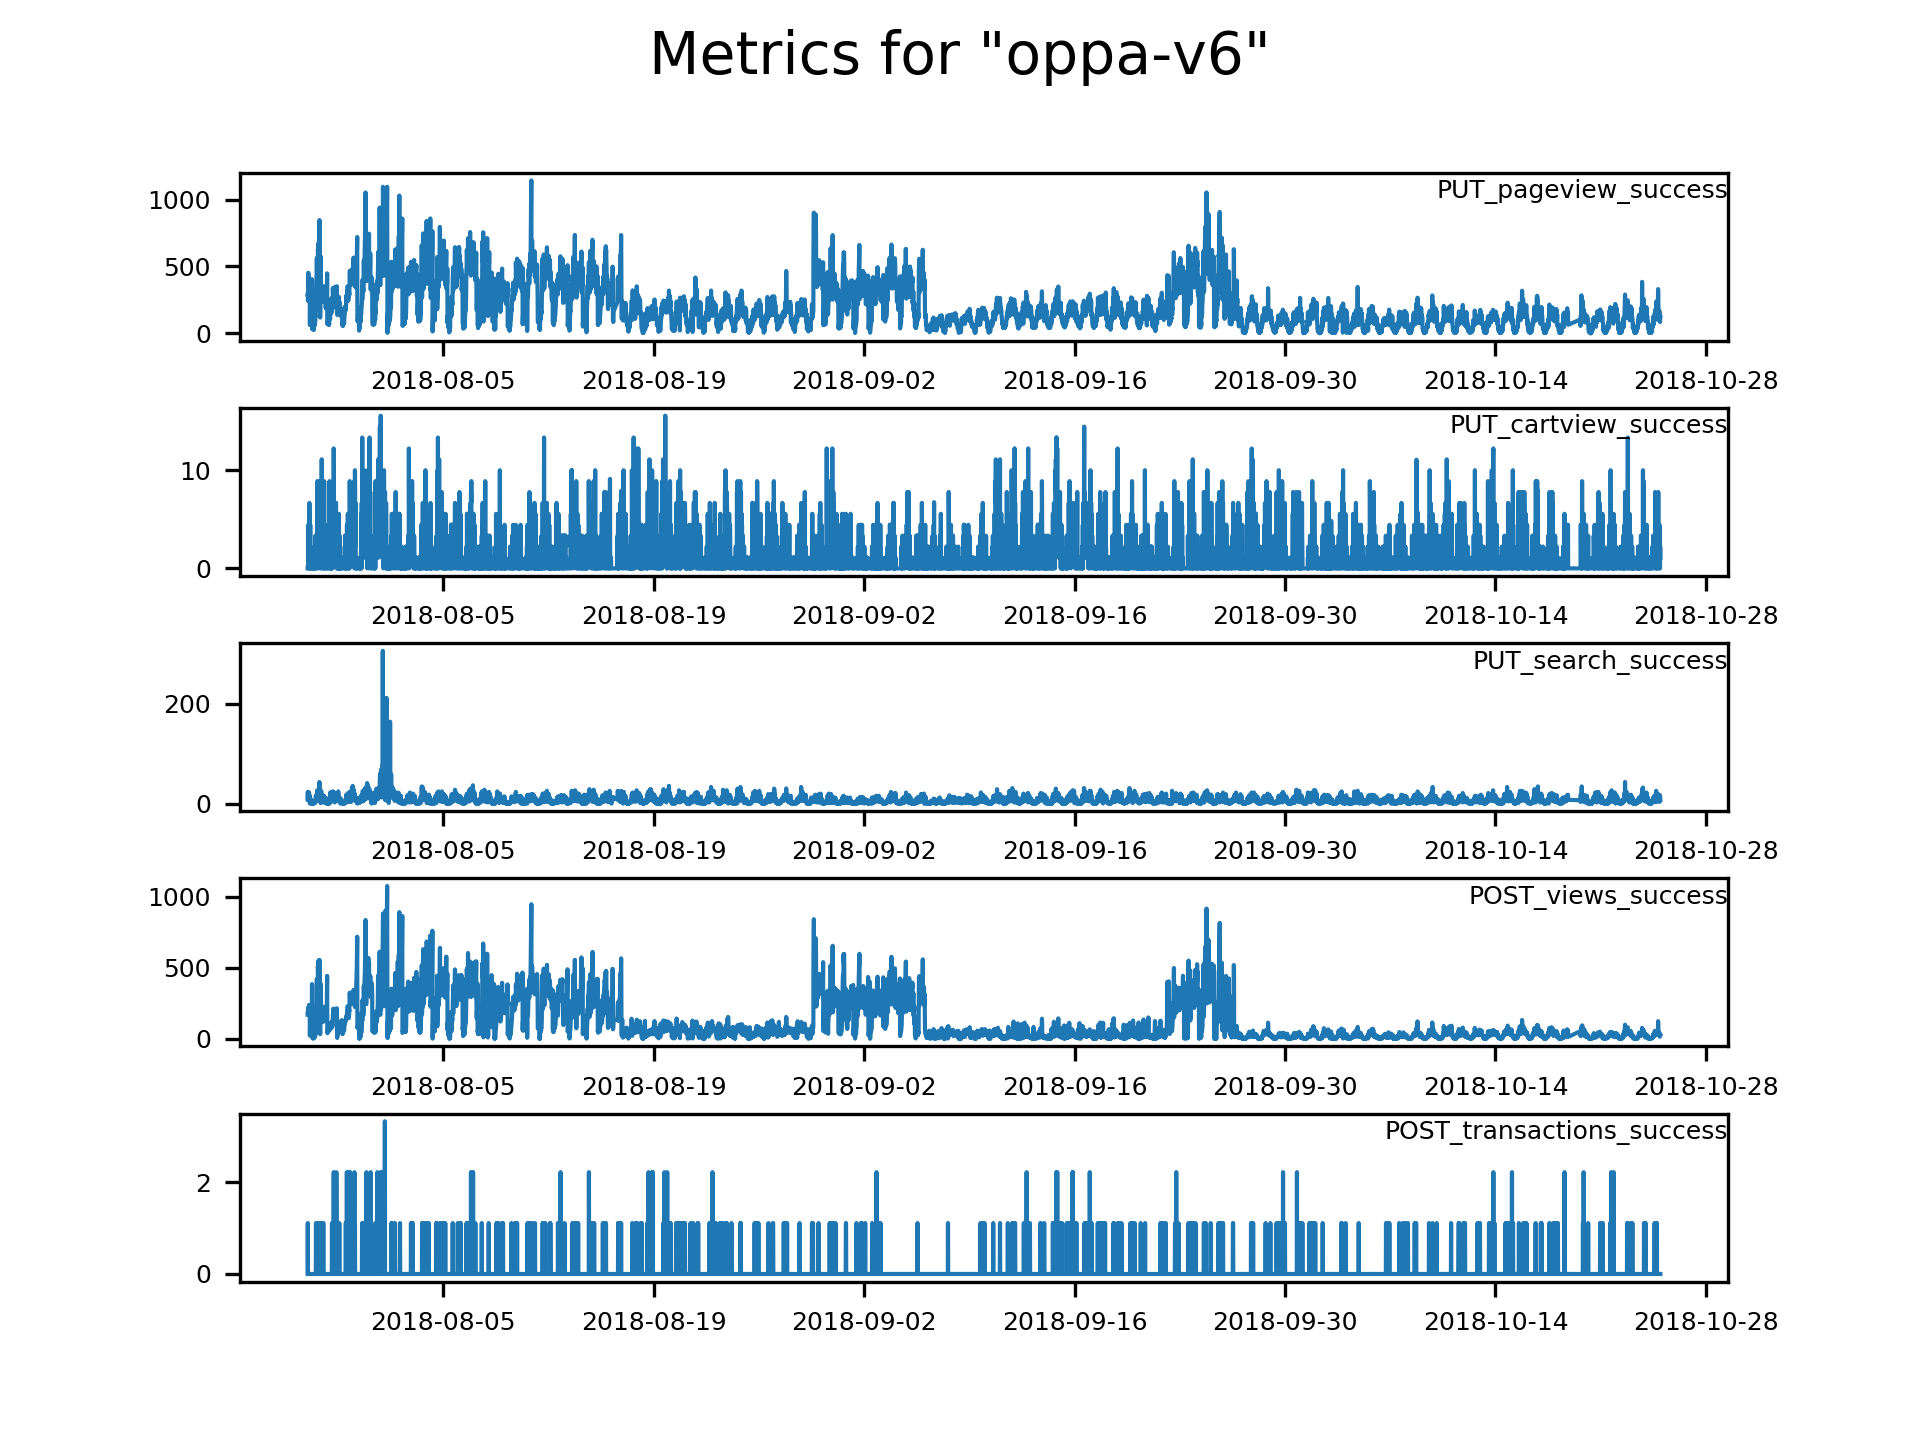 Metrics for "oppa-v6"
PUT_pageview_success
1000
500
0
2018-08-05 2018-08-19 2018-09-02 2018-09-16 2018-09-30 2018-10-14 2018-10-28
PUT_cartview_success
10
0
2018-08-05 2018-08-19 2018-09-02 2018-09-16 2018-09-30 2018-10-14 2018-10-28
PUT_search_success
200
0
2018-08-05 2018-08-19 2018-09-02 2018-09-16 2018-09-30 2018-10-14 2018-10-28
POST_views_success
1000
500
0
2018-08-05 2018-08-19 2018-09-02 2018-09-16 2018-09-30 2018-10-14 2018-10-28
POST_transactions_success
2
0
2018-08-05 2018-08-19 2018-09-02 2018-09-16 2018-09-30 2018-10-14 2018-10-28